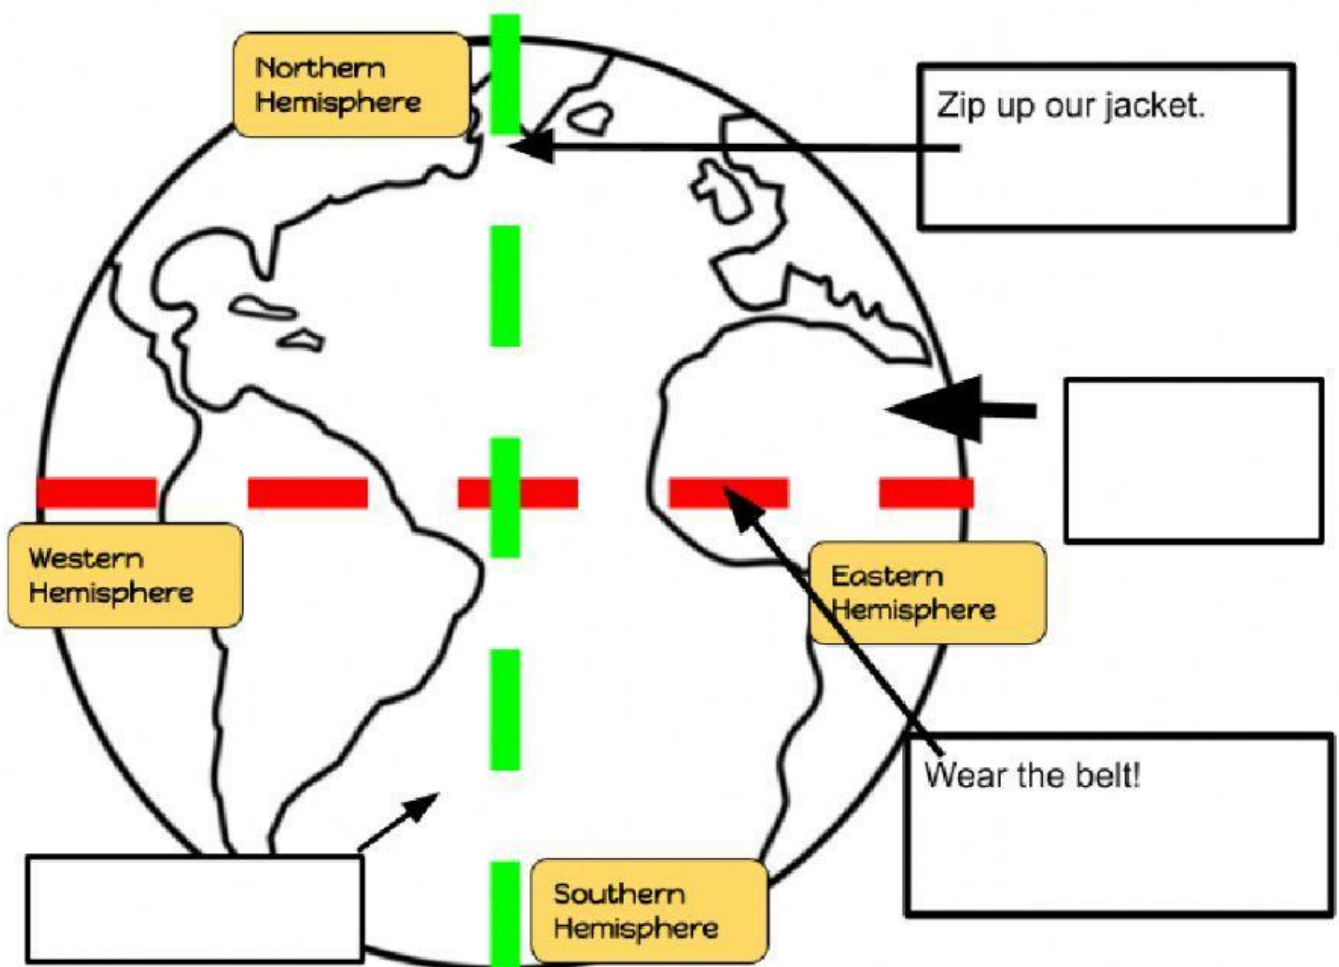 Northern
Hemisphere
Zip up our jacket.
Western
Hemisphere
Eastern
Hemisphere
Wear the belt!
Southern
Hemisphere